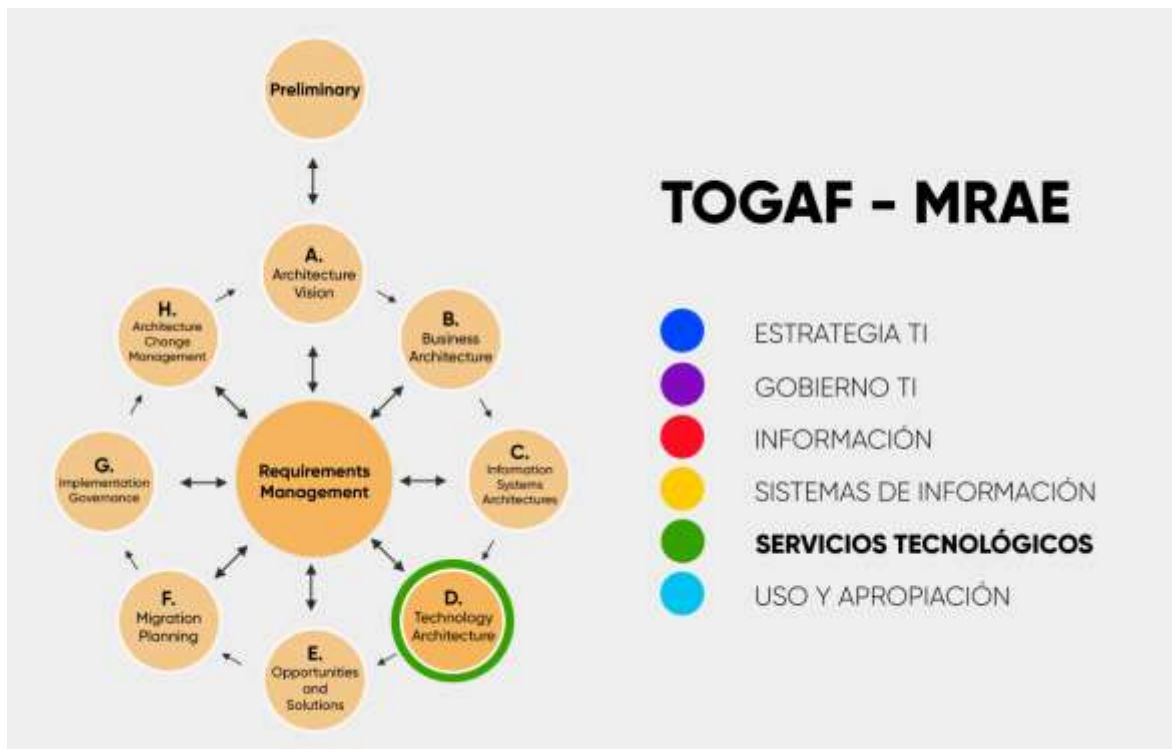 Preliminary
A.
Architecture
Vision
B.
Business
Architecture
C.
Information
Systems
Architectures
D.
Technology
Architecture
E.
Opportunities
and
Solutions
F.
Migration
Planning
G.
Implementation
Governance
H.
Architecture
Change
Management
Requirements
Management
TOGAF - MRAE
ESTRATEGIA TI
GOBIERNO TI
INFORMACIÓN
SISTEMAS DE INFORMACIÓN
SERVICIOS TECNOLÓGICOS
USO Y APROPIACIÓN